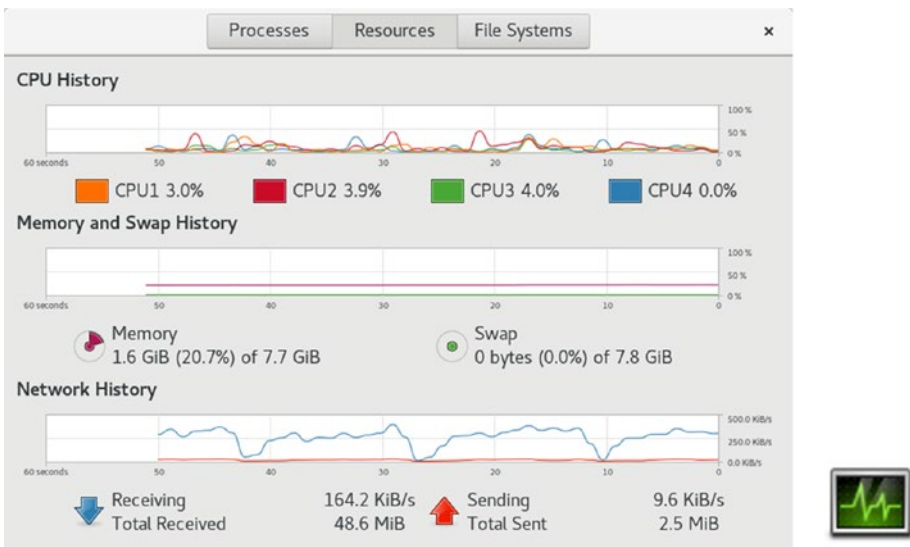 Processes Resources File Systems ×
CPU History
100 %
50 %
0 %
60 seconds 50 40 30 20 10 0
CPU1 3.0% CPU2 3.9% CPU3 4.0% CPU4 0.0%
Memory and Swap History
100 %
50 %
0 %
60 seconds 50 40 30 20 10 0
Memory Swap
1.6 GiB (20.7%) of 7.7 GiB 0 bytes (0.0%) of 7.8 GiB
Network History
500.0 KiB/s
250.0 KiB/s
0.0 KiB/s
60 seconds 50 40 30 20 10 0
Receiving 164.2 KiB/s Sending 9.6 KiB/s
Total Received 48.6 MiB Total Sent 2.5 MiB